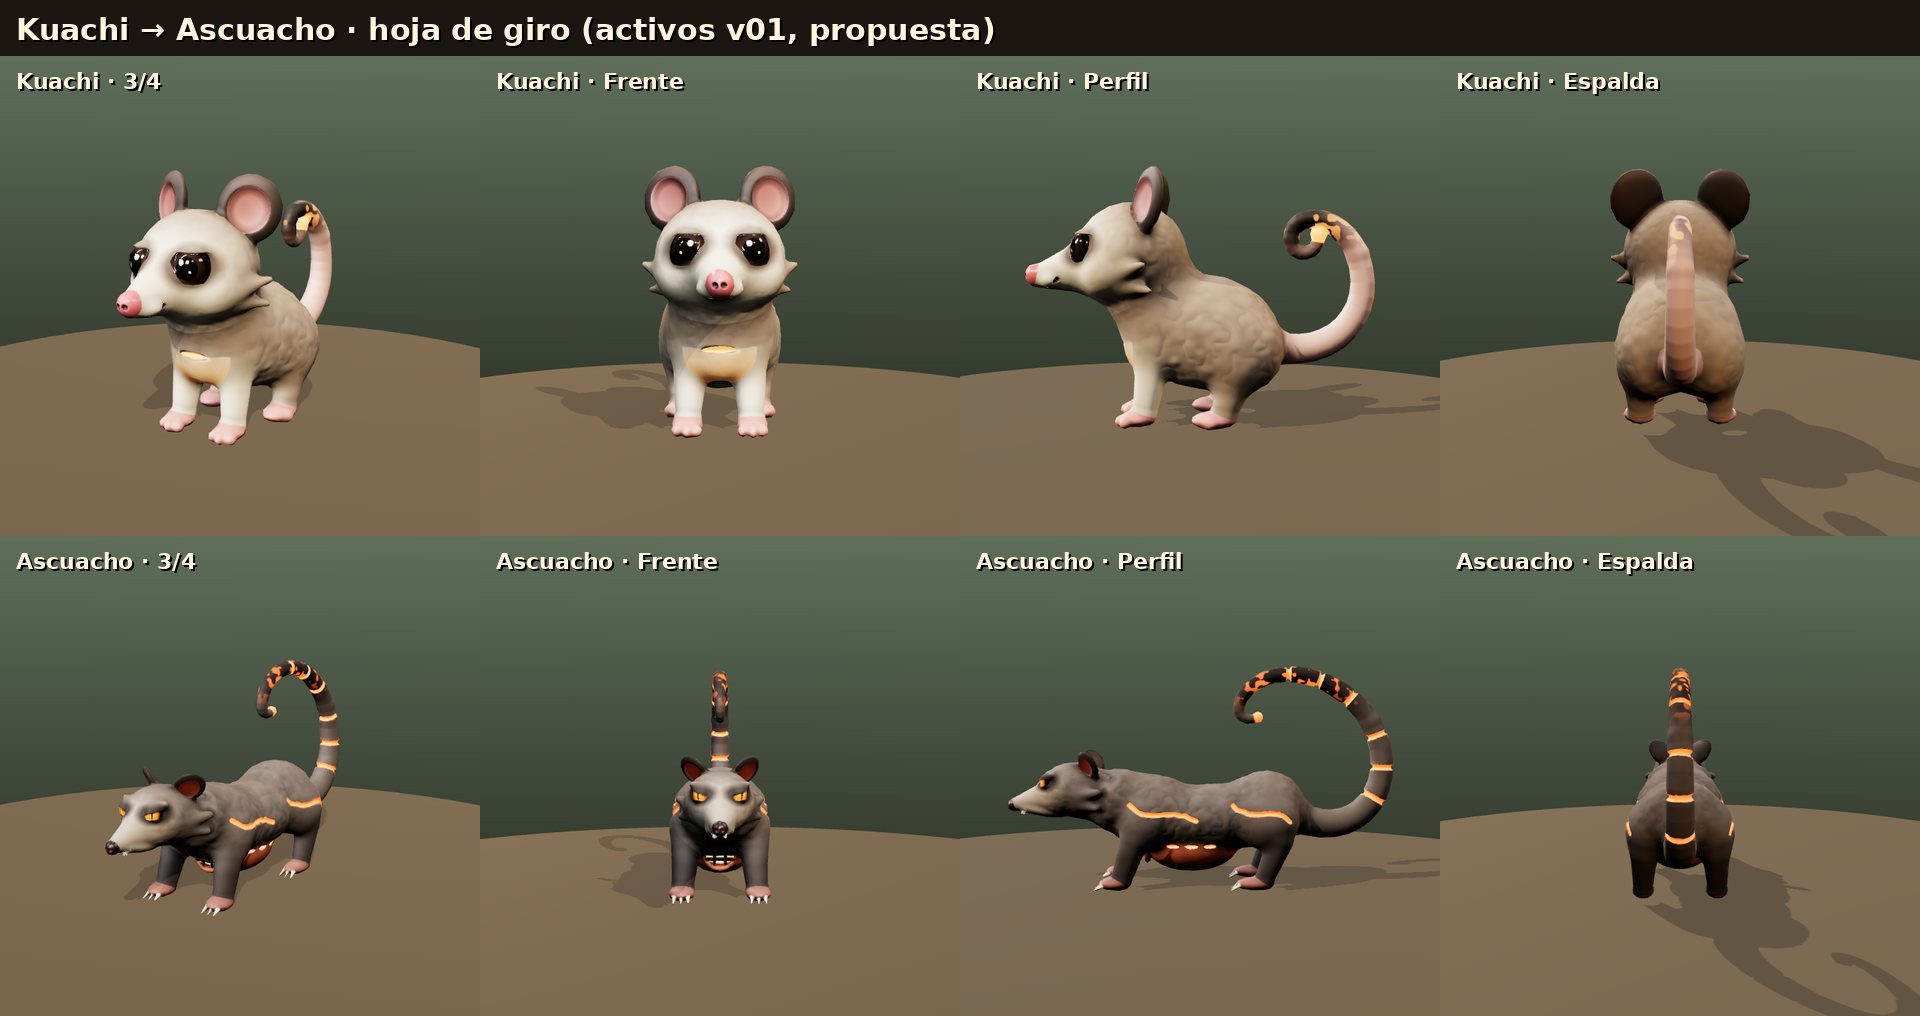 Kuachi → Ascuacho · hoja de giro (activos v01, propuesta)
Kuachi · 3/4
Kuachi · Frente
Kuachi · Perfil
Kuachi · Espalda
Ascuacho · 3/4
Ascuacho · Frente
Ascuacho · Perfil
Ascuacho · Espalda